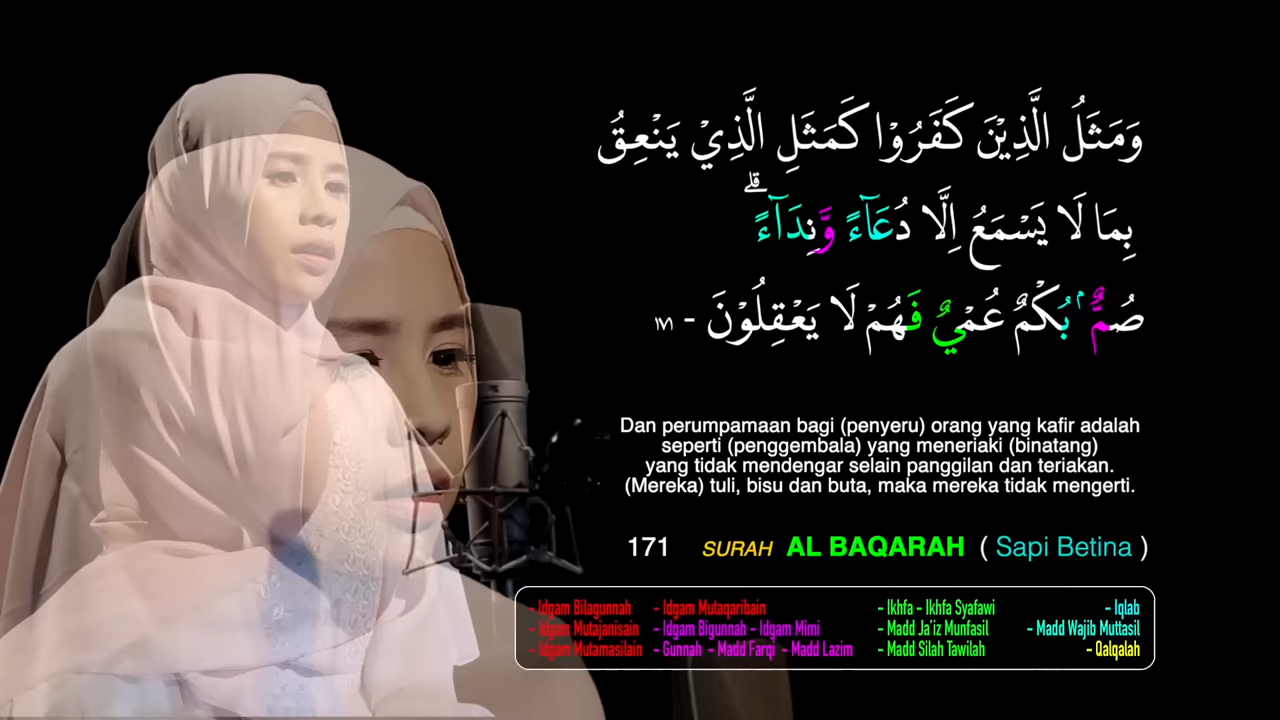 وَمَثَلُ الَّذِيْنَ كَفَرُوْا كَمَثَلِ الَّذِيْ يَنْعِقُ
بِمَا لَا يَسْمَعُ اِلَّا دُعَاۤءً وَّنِدَاۤءً ۗ
صُمٌّ ۢ بُكْمٌ عُمْيٌ فَهُمْ لَا يَعْقِلُوْنَ - ١٧١
Dan perumpamaan bagi (penyeru) orang yang kafir adalah
seperti (penggembala) yang meneriaki (binatang)
yang tidak mendengar selain panggilan dan teriakan.
(Mereka) tuli, bisu dan buta, maka mereka tidak mengerti.
171 SURAH AL BAQARAH ( Sapi Betina )
- Idgam Bilagunnah - Idgam Mutaqaribain - Ikhfa - Ikhfa Syafawi - Iqlab
- Idgam Mutajanisain - Idgam Bigunnah - Idgam Mimi - Madd Ja'iz Munfasil - Madd Wajib Muttasil
- Idgam Mutamasilain - Gunnah - Madd Farqi - Madd Lazim - Madd Silah Tawilah - Qalqalah